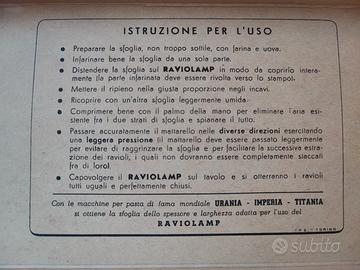 ISTRUZIONE PER L'USO
Preparare la sfoglia, non troppo sottile, con farina e uova.
Infarinare bene la sfoglia da una sola parte.
Distendere la sfoglia sul RAVIOLAMP in modo da coprirlo intera-
mente (la parte infarinata deve essere rivolta verso lo stampo).
Mettere il ripieno nella giusta proporzione negli incavi.
Ricoprire con un'altra sfoglia leggermente umida.
Comprimere bene con il palmo della mano per eliminare l'aria esi-
stente fra i due strati di sfoglia e spianare il tutto.
Passare accuratamente il mattarello nelle diverse direzioni esercitando
una leggera pressione (il mattarello deve essere passato leggermente
per evitare di raggrinzare la sfoglia e per facilitare la successiva estra-
zione dei ravioli, i quali non dovranno essere completamente staccati
fra di loro).
Capovolgere il RAVIOLAMP sul tavolo e si otterranno i ravioli
tutti uguali e perfettamente chiusi.
Con le macchine per pasta di fama mondiale URANIA - IMPERIA - TITANIA
si ottiene la sfoglia dello spessore e larghezza adatta per l'uso del
RAVIOLAMP
TORINO
subito